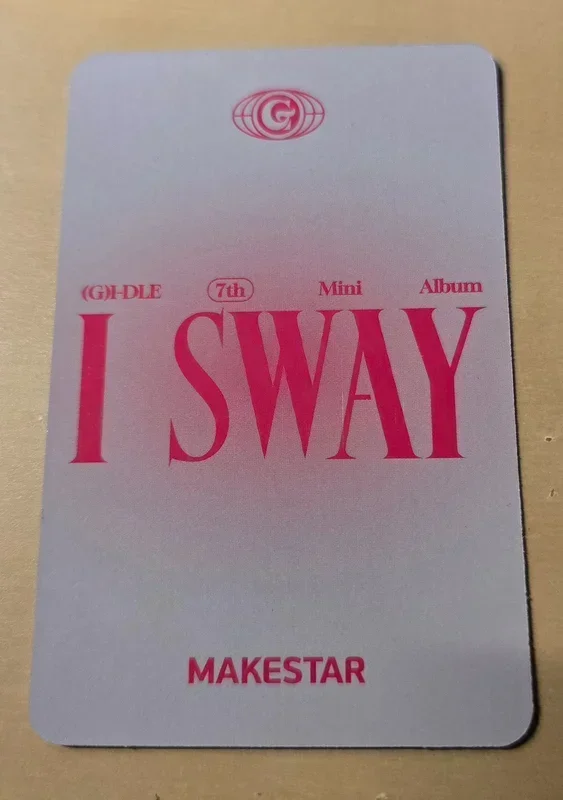 G
(G)I-DLE 7th Mini Album
I SWAY
MAKESTAR